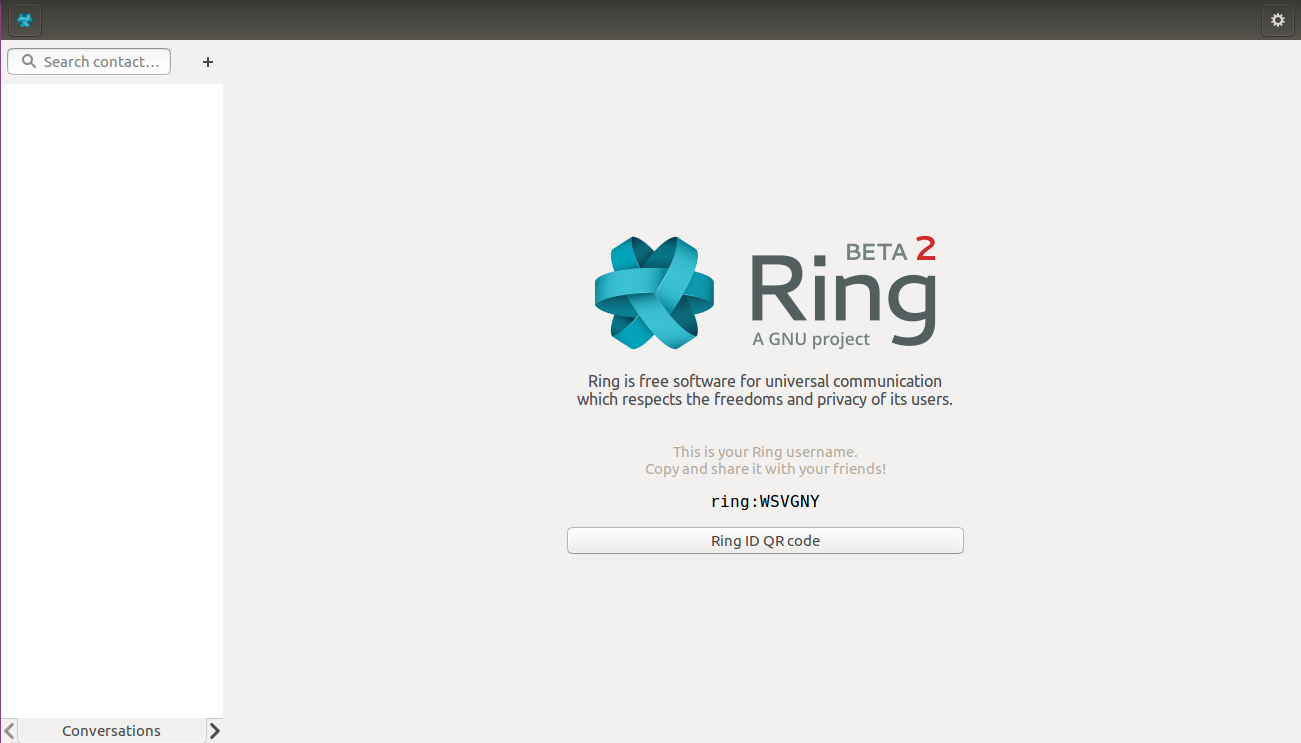 Search contact…
BETA 2
Ring
A GNU project
Ring is free software for universal communication
which respects the freedoms and privacy of its users.
This is your Ring username.
Copy and share it with your friends!
ring:WSVGNY
Ring ID QR code
Conversations